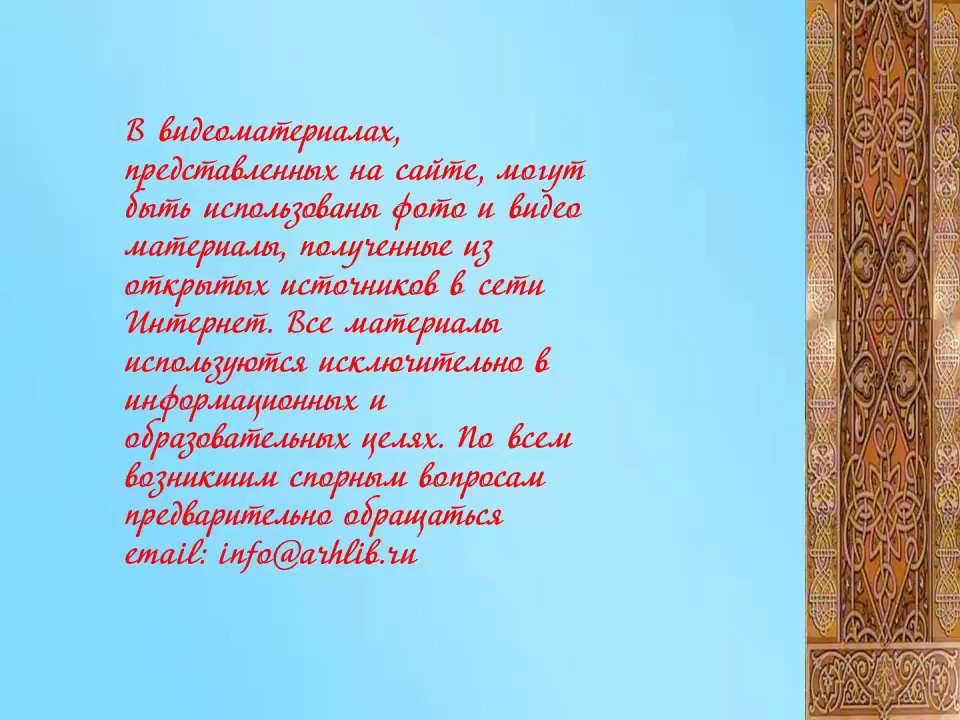 В видеоматериалах,
представленных на сайте, могут
быть использованы фото и видео
материалы, полученные из
открытых источников в сети
Интернет. Все материалы
используются исключительно в
информационных и
образовательных целях. По всем
возникшим спорным вопросам
предварительно обращаться
email: info@arhlib.ru